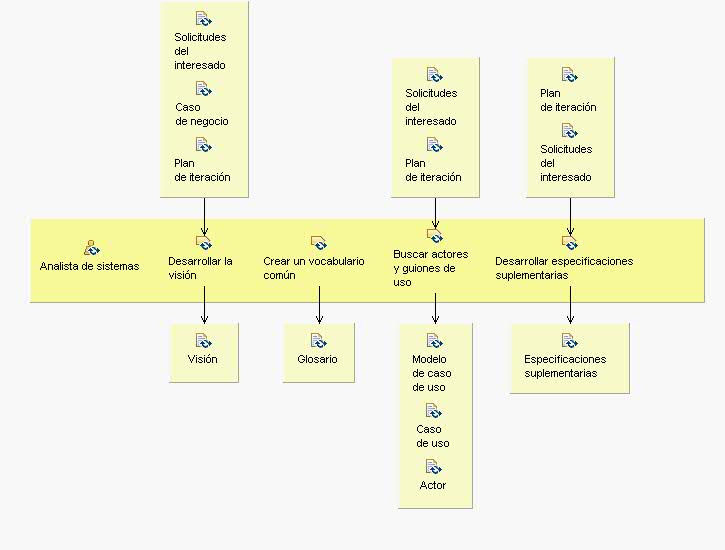 Solicitudes
del
interesado
Caso
de negocio
Plan
de iteración
Solicitudes
del
interesado
Plan
de iteración
Plan
de iteración
Solicitudes
del
interesado
Analista de sistemas
Desarrollar la
visión
Crear un vocabulario
común
Buscar actores
y guiones de
uso
Desarrollar especificaciones
suplementarias
Visión
Glosario
Modelo
de caso
de uso
Caso
de uso
Actor
Especificaciones
suplementarias